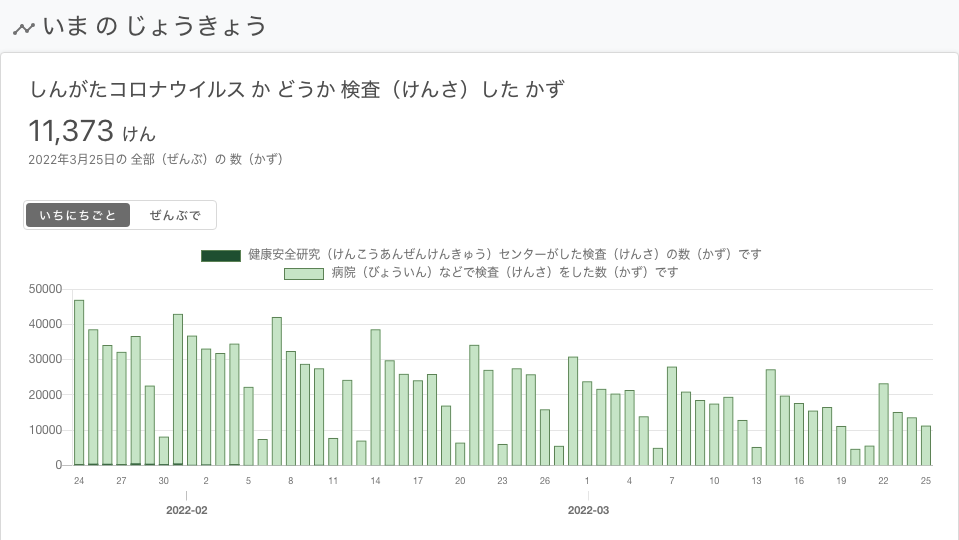 いま の じょうきょう
しんがたコロナウイルス か どうか 検査（けんさ）した かず
11,373 けん
2022年3月25日の 全部（ぜんぶ）の 数（かず）
いちにちごと ぜんぶで
健康安全研究（けんこうあんぜんけんきゅう）センターがした検査（けんさ）の数（かず）です
病院（びょういん）などで検査（けんさ）をした数（かず）です
50000
40000
30000
20000
10000
0
24 27 30 2 5 8 11 14 17 20 23 26 1 4 7 10 13 16 19 22 25
2022-02 2022-03